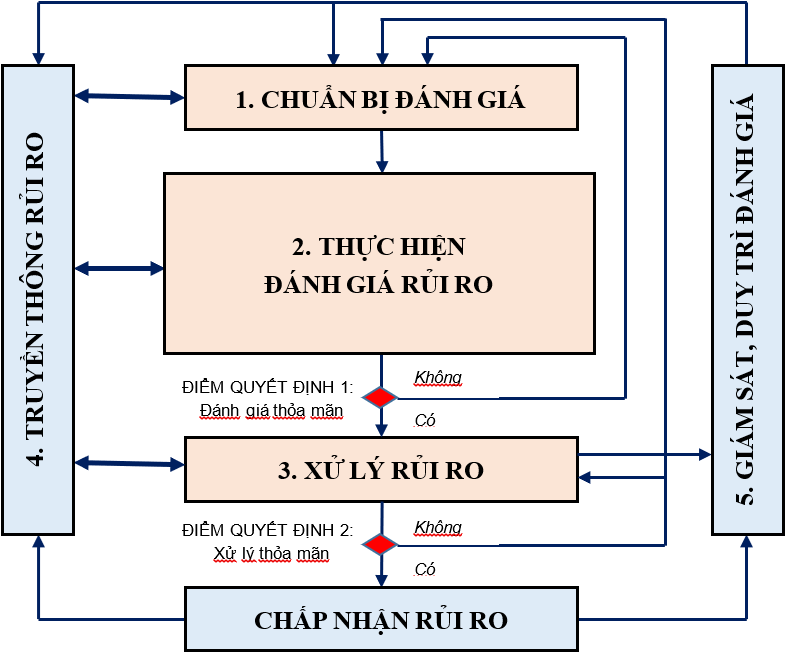 1. CHUẨN BỊ ĐÁNH GIÁ
2. THỰC HIỆN
ĐÁNH GIÁ RỦI RO
ĐIỂM QUYẾT ĐỊNH 1:
Đánh giá thỏa mãn
Không
Có
3. XỬ LÝ RỦI RO
ĐIỂM QUYẾT ĐỊNH 2:
Xử lý thỏa mãn
Không
Có
CHẤP NHẬN RỦI RO
4. TRUYỀN THÔNG RỦI RO
5. GIÁM SÁT, DUY TRÌ ĐÁNH GIÁ